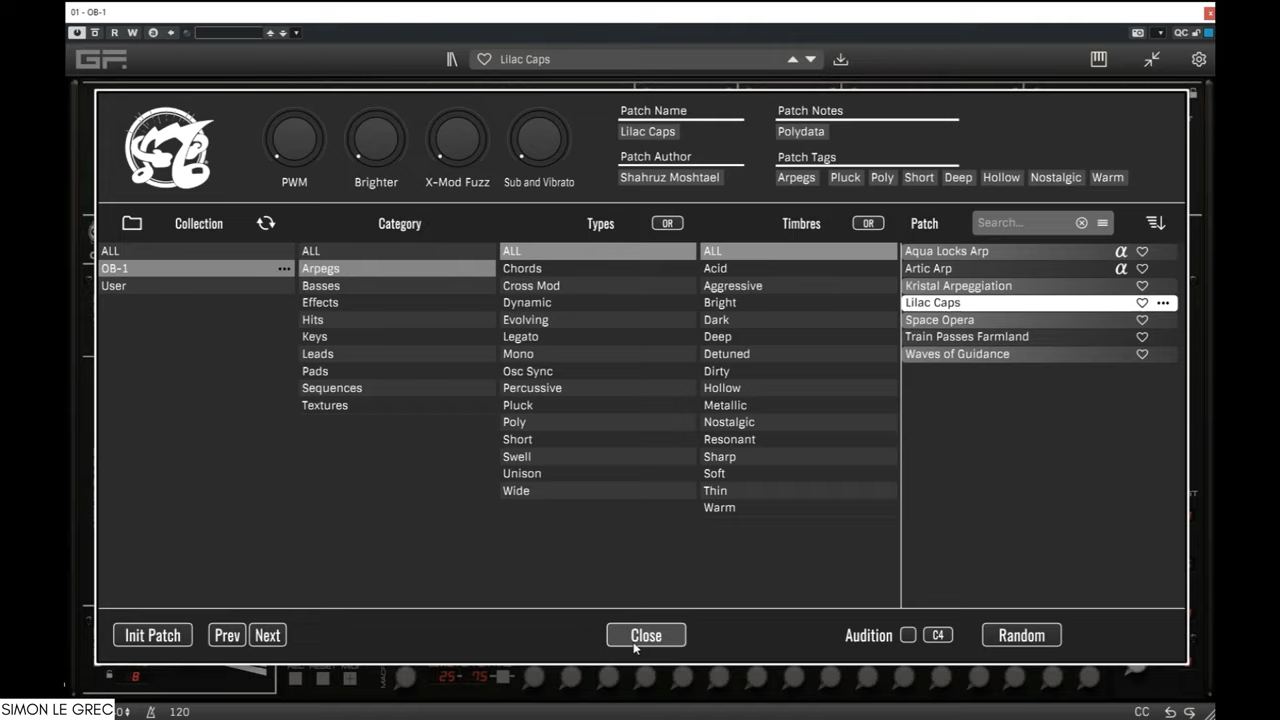 01 - OB-1
R W
QC
GF.
Lilac Caps
PWM
Brighter
X-Mod Fuzz
Sub and Vibrato
Patch Name
Lilac Caps
Patch Author
Shahruz Moshtael
Patch Notes
Polydata
Patch Tags
Arpegs Pluck Poly Short Deep Hollow Nostalgic Warm
Collection
Category
Types OR
Timbres OR
Patch Search...
ALL
OB-1
User
ALL
Arpegs
Basses
Effects
Hits
Keys
Leads
Pads
Sequences
Textures
ALL
Chords
Cross Mod
Dynamic
Evolving
Legato
Mono
Osc Sync
Percussive
Pluck
Poly
Short
Swell
Unison
Wide
ALL
Acid
Aggressive
Bright
Dark
Deep
Detuned
Dirty
Hollow
Metallic
Nostalgic
Resonant
Sharp
Soft
Thin
Warm
Aqua Locks Arp α
Artic Arp α
Kristal Arpeggiation
Lilac Caps
Space Opera
Train Passes Farmland
Waves of Guidance
Init Patch Prev Next Close Audition C4 Random
8
25 - 75
SIMON LE GREC
120
CC